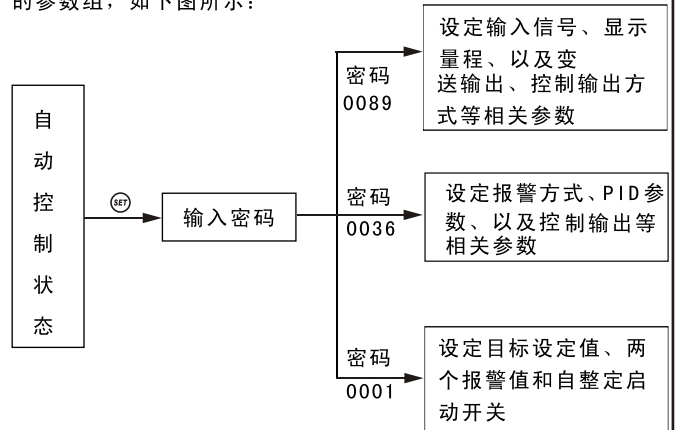 的参数组，如下图所示：
设定输入信号、显示
量程、以及变
送输出、控制输出方
式等相关参数
密码
0089
自
动
控
制
状
态
SET
输入密码
密码
0036
设定报警方式、PID参
数、以及控制输出等
相关参数
密码
0001
设定目标设定值、两
个报警值和自整定启
动开关